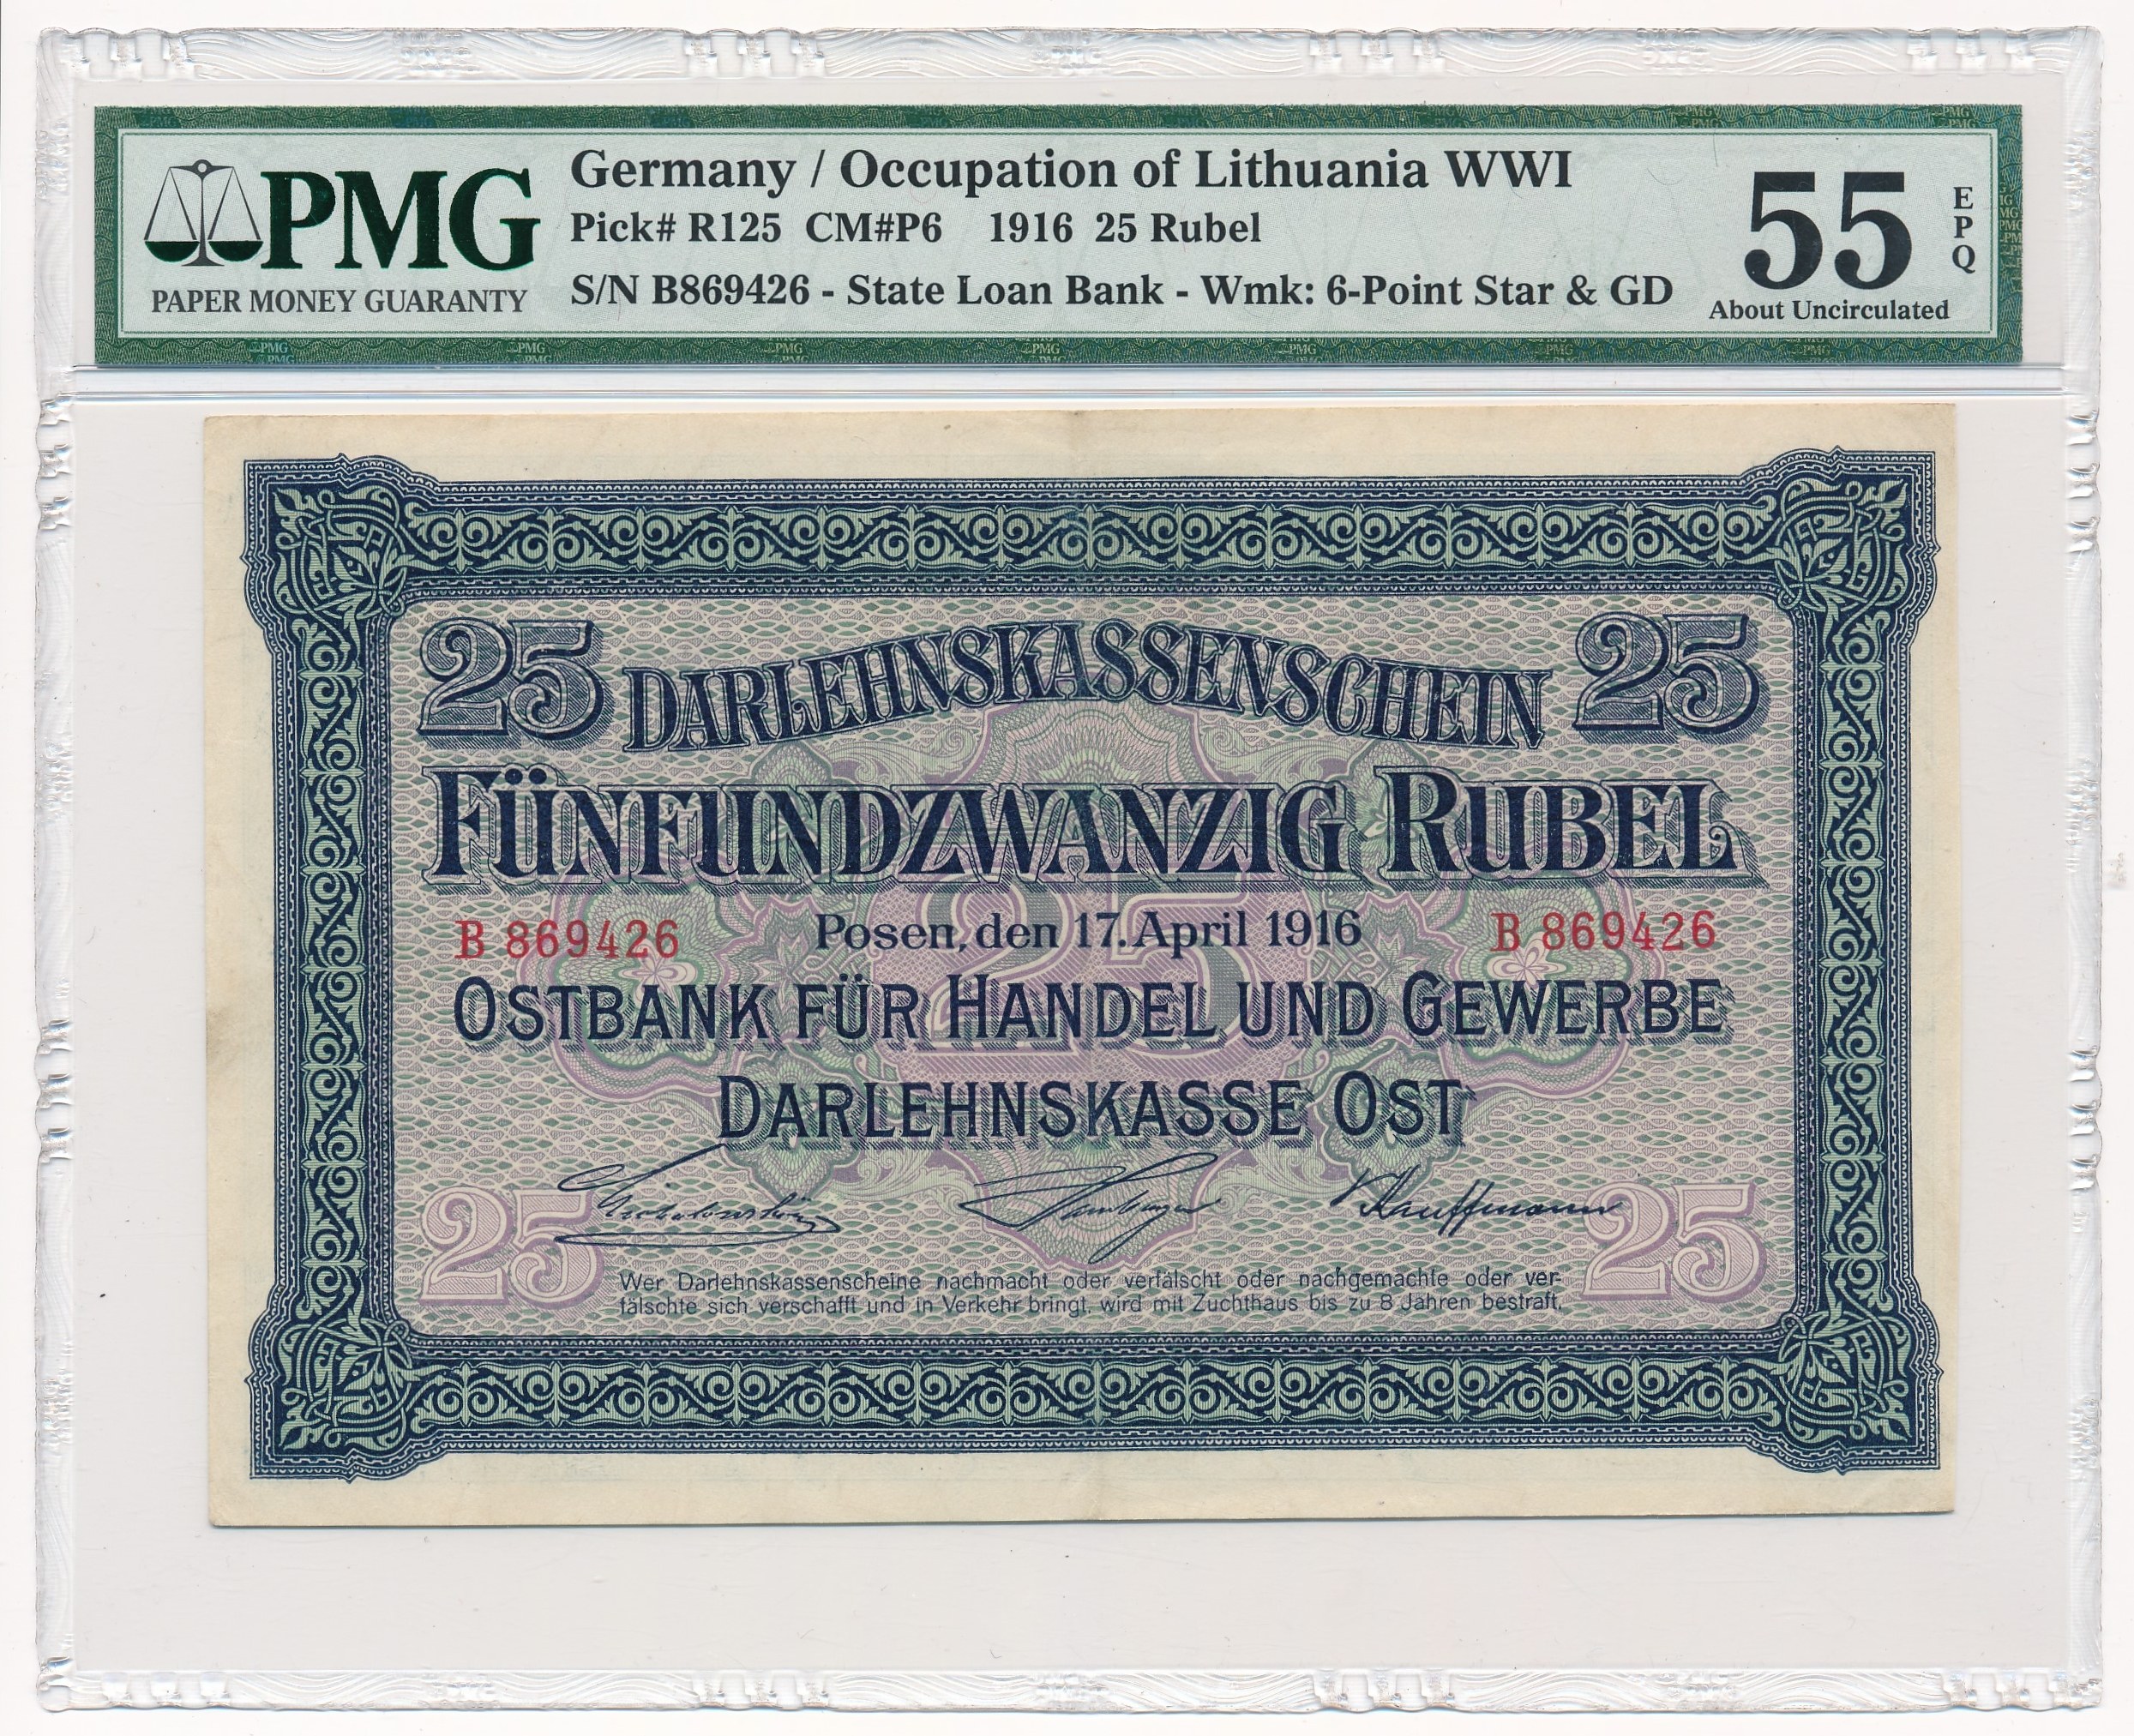 PMG
PAPER MONEY GUARANTY
Germany / Occupation of Lithuania WWI
Pick# R125 CM#P6 1916 25 Rubel
S/N B869426 - State Loan Bank - Wmk: 6-Point Star & GD
55
EPQ
About Uncirculated
25 DARLEHNSKASSENSCHEIN 25
FÜNFUNDZWANZIG RUBEL
25
B 869426 Posen, den 17. April 1916 B 869426
OSTBANK FÜR HANDEL UND GEWERBE
DARLEHNSKASSE OST
Kauffmann
25 25
Wer Darlehnskassenscheine nachmacht oder verfälscht oder nachgemachte oder ver-
fälschte sich verschafft und in Verkehr bringt, wird mit Zuchthaus bis zu 8 Jahren bestraft.